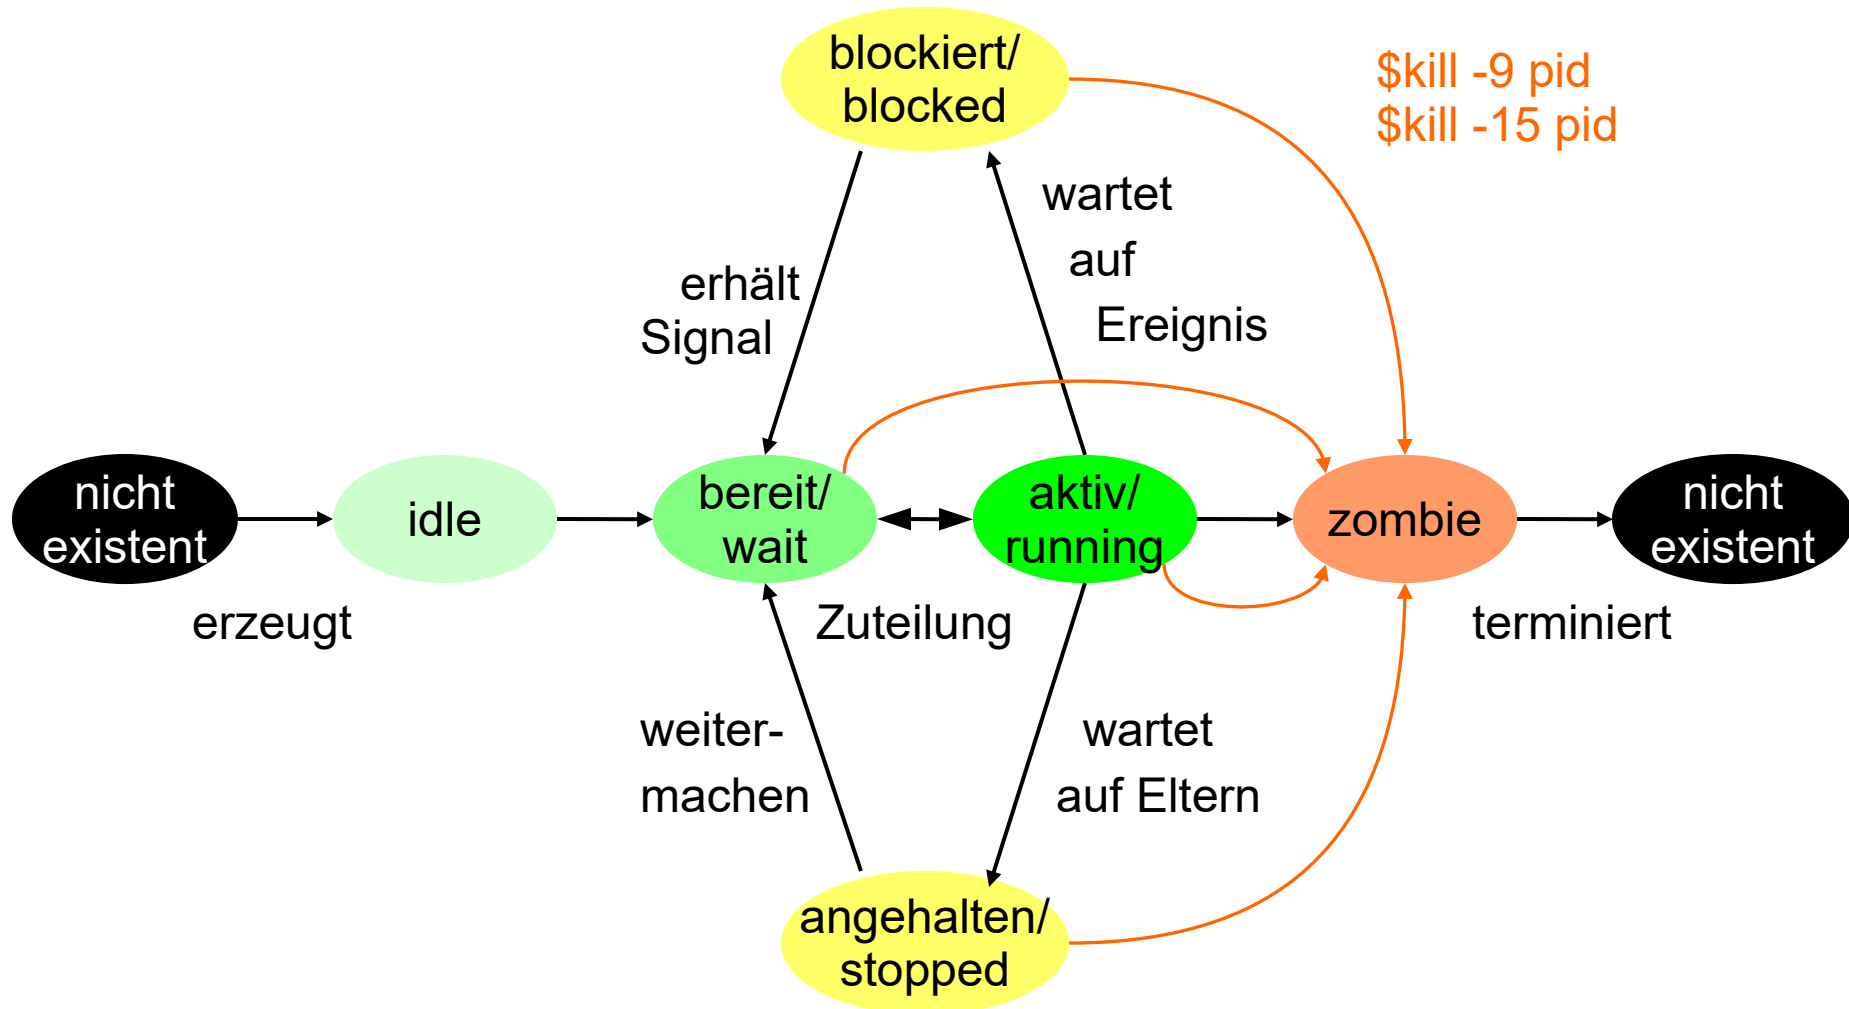 blockiert/
blocked
$kill -9 pid
$kill -15 pid
wartet
auf
Ereignis
erhält
Signal
nicht
existent
idle
bereit/
wait
aktiv/
running
zombie
nicht
existent
erzeugt
Zuteilung
terminiert
weiter-
machen
wartet
auf Eltern
angehalten/
stopped